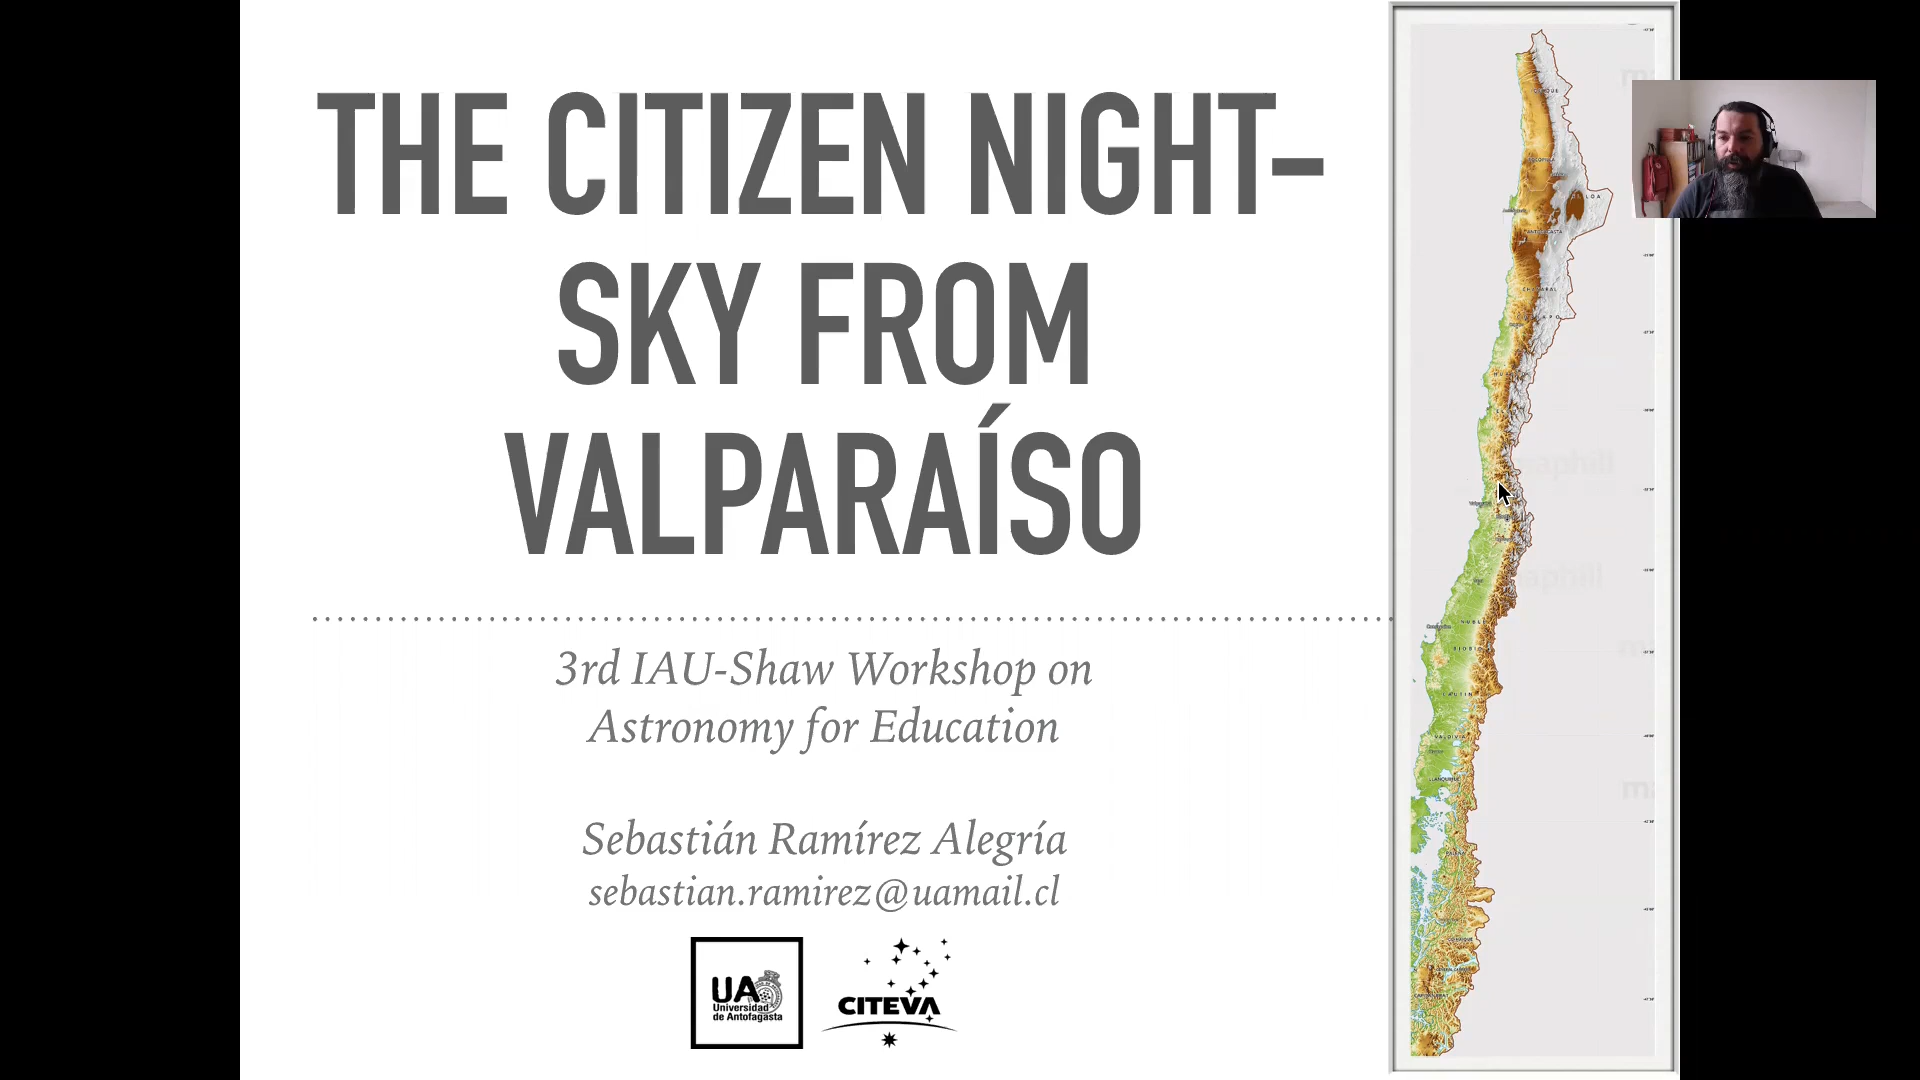 THE CITIZEN NIGHT-
SKY FROM
VALPARAÍSO
3rd IAU-Shaw Workshop on
Astronomy for Education
Sebastián Ramírez Alegría
sebastian.ramirez@uamail.cl
UA
Universidad
de Antofagasta
CITEVA
maphill